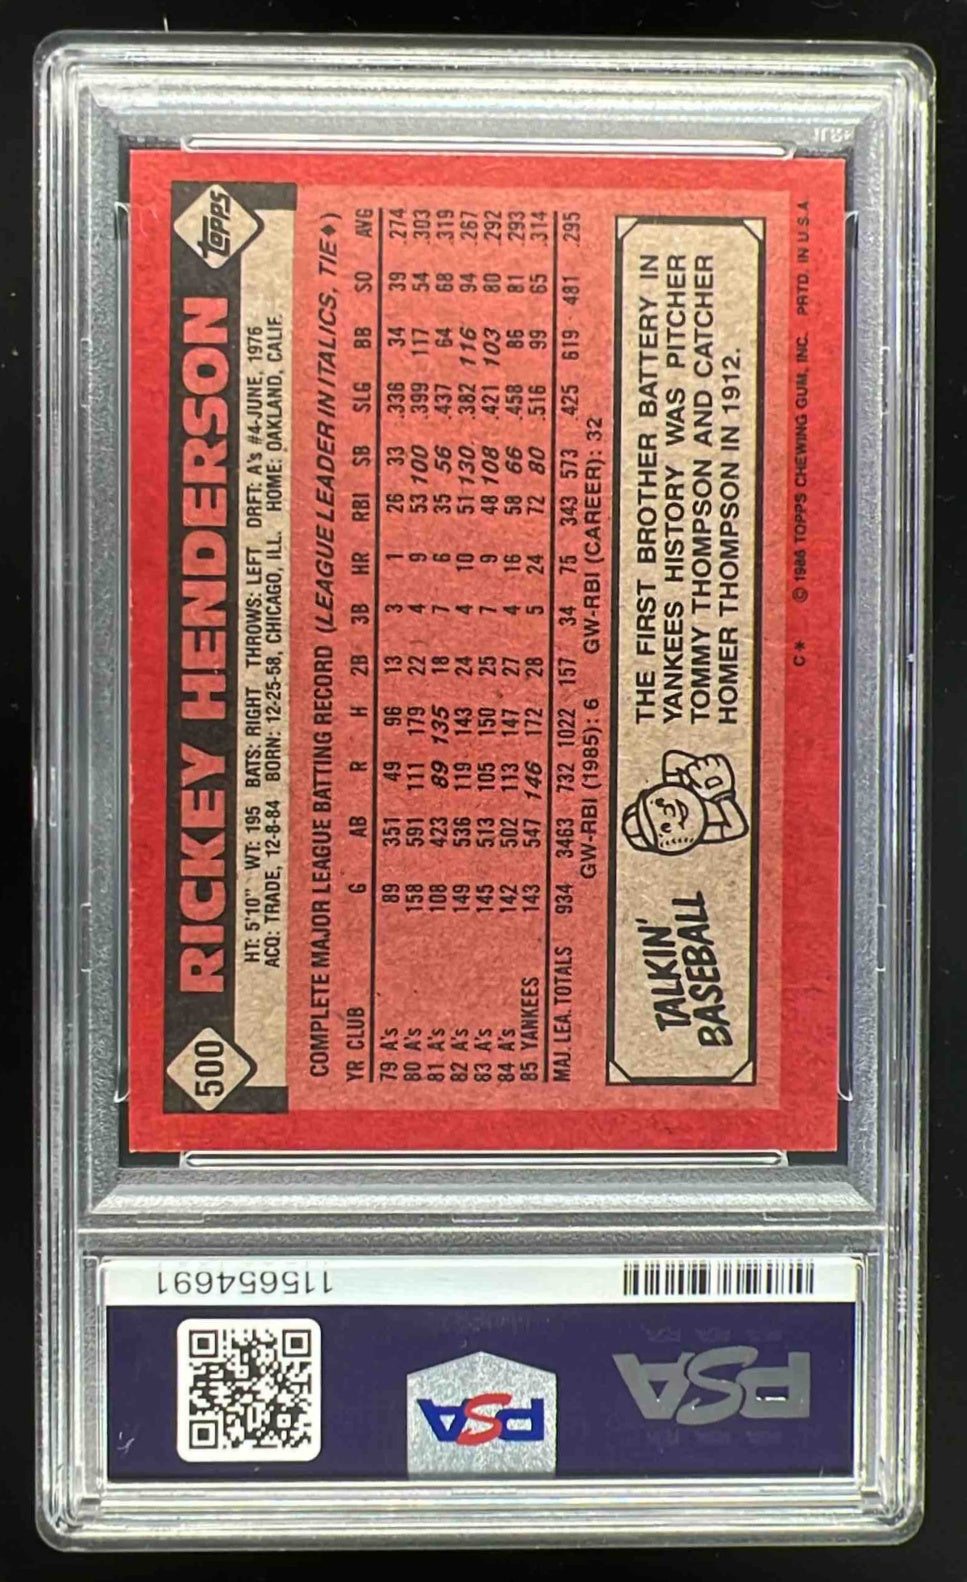 500
RICKEY HENDERSON
TOPPS
HT: 5'10" WT: 195 BATS: RIGHT THROWS: LEFT DRFT: A's #4-JUNE, 1976
ACQ: TRADE, 12-8-84 BORN: 12-25-58, CHICAGO, ILL. HOME: OAKLAND, CALIF.
COMPLETE MAJOR LEAGUE BATTING RECORD (LEAGUE LEADER IN ITALICS, TIE♦)
YR CLUB G AB R H 2B 3B HR RBI SB SLG BB SO AVG
79 A's 89 351 49 96 13 3 1 26 33 .336 34 39 .274
80 A's 158 591 111 179 22 4 9 53 100 .399 117 54 .303
81 A's 108 423 89 135 18 7 6 35 56 .437 64 68 .319
82 A's 149 536 119 143 24 4 10 51 130 .382 116 94 .267
83 A's 145 513 105 150 25 7 9 48 108 .421 103 80 .292
84 A's 142 502 113 147 27 4 16 58 66 .458 86 81 .293
85 YANKEES 143 547 146 172 28 5 24 72 80 .516 99 65 .314
MAJ. LEA. TOTALS 934 3463 732 1022 157 34 75 343 573 .425 619 481 .295
GW-RBI (1985): 6 GW-RBI (CAREER): 32
TALKIN'
BASEBALL
THE FIRST BROTHER BATTERY IN
YANKEES HISTORY WAS PITCHER
TOMMY THOMPSON AND CATCHER
HOMER THOMPSON IN 1912.
C* © 1986 TOPPS CHEWING GUM, INC. PRTD. IN U.S.A.
115654691
PSA
PSA